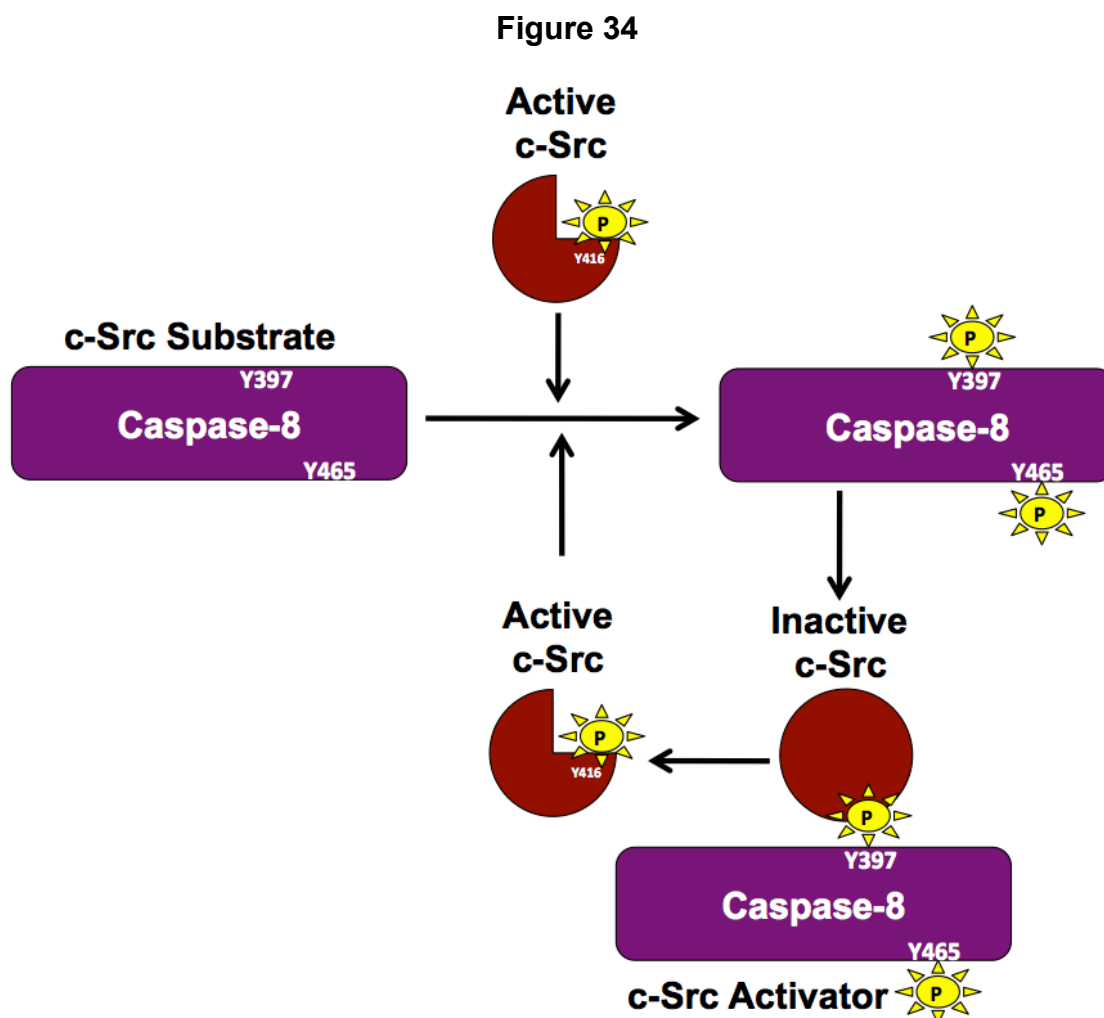 Figure 34
Active
c-Src
P
Y416
c-Src Substrate
Y397
Caspase-8
Y465
P
Y397
Caspase-8
Y465
P
Active
c-Src
P
Y416
Inactive
c-Src
P
Y397
Caspase-8
Y465
c-Src Activator
P